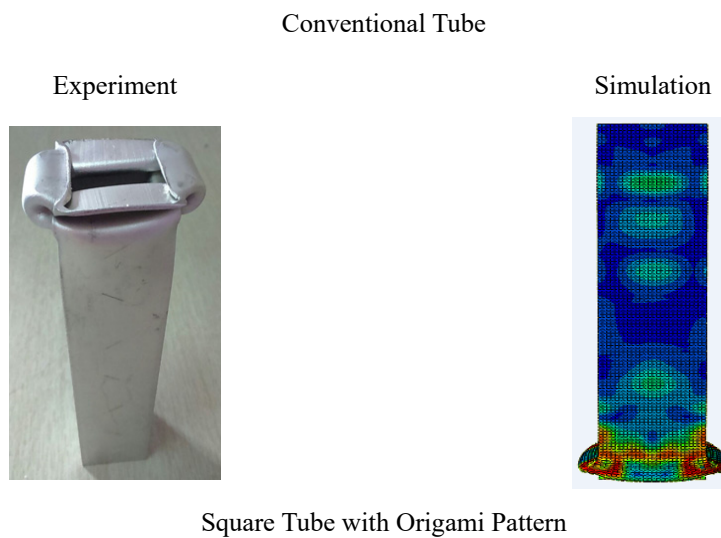 Conventional Tube
Experiment
Simulation
Square Tube with Origami Pattern